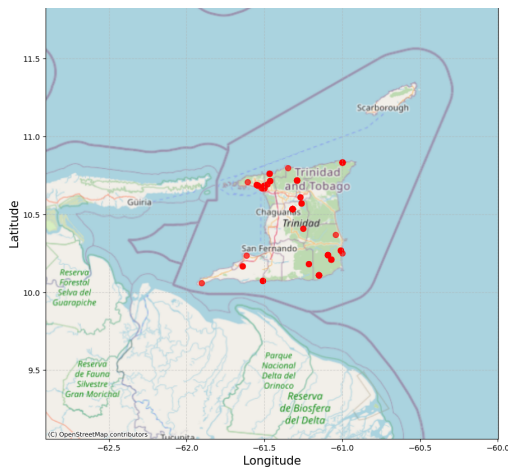 11.5
11.0
10.5
10.0
9.5
Latitude
Scarborough
Trinidad
and Tobago
Güiria
Chaguanas
Trinidad
San Fernando
Reserva
Forestal
Selva del
Guarapiche
Reserva
de Fauna
Silvestre
Gran Morichal
Parque
Nacional
Delta del
Orinoco
Reserva
de Biosfera
del Delta
Tucupita
(C) OpenStreetMap contributors
−62.5
−62.0
−61.5
−61.0
−60.5
−60.0
Longitude